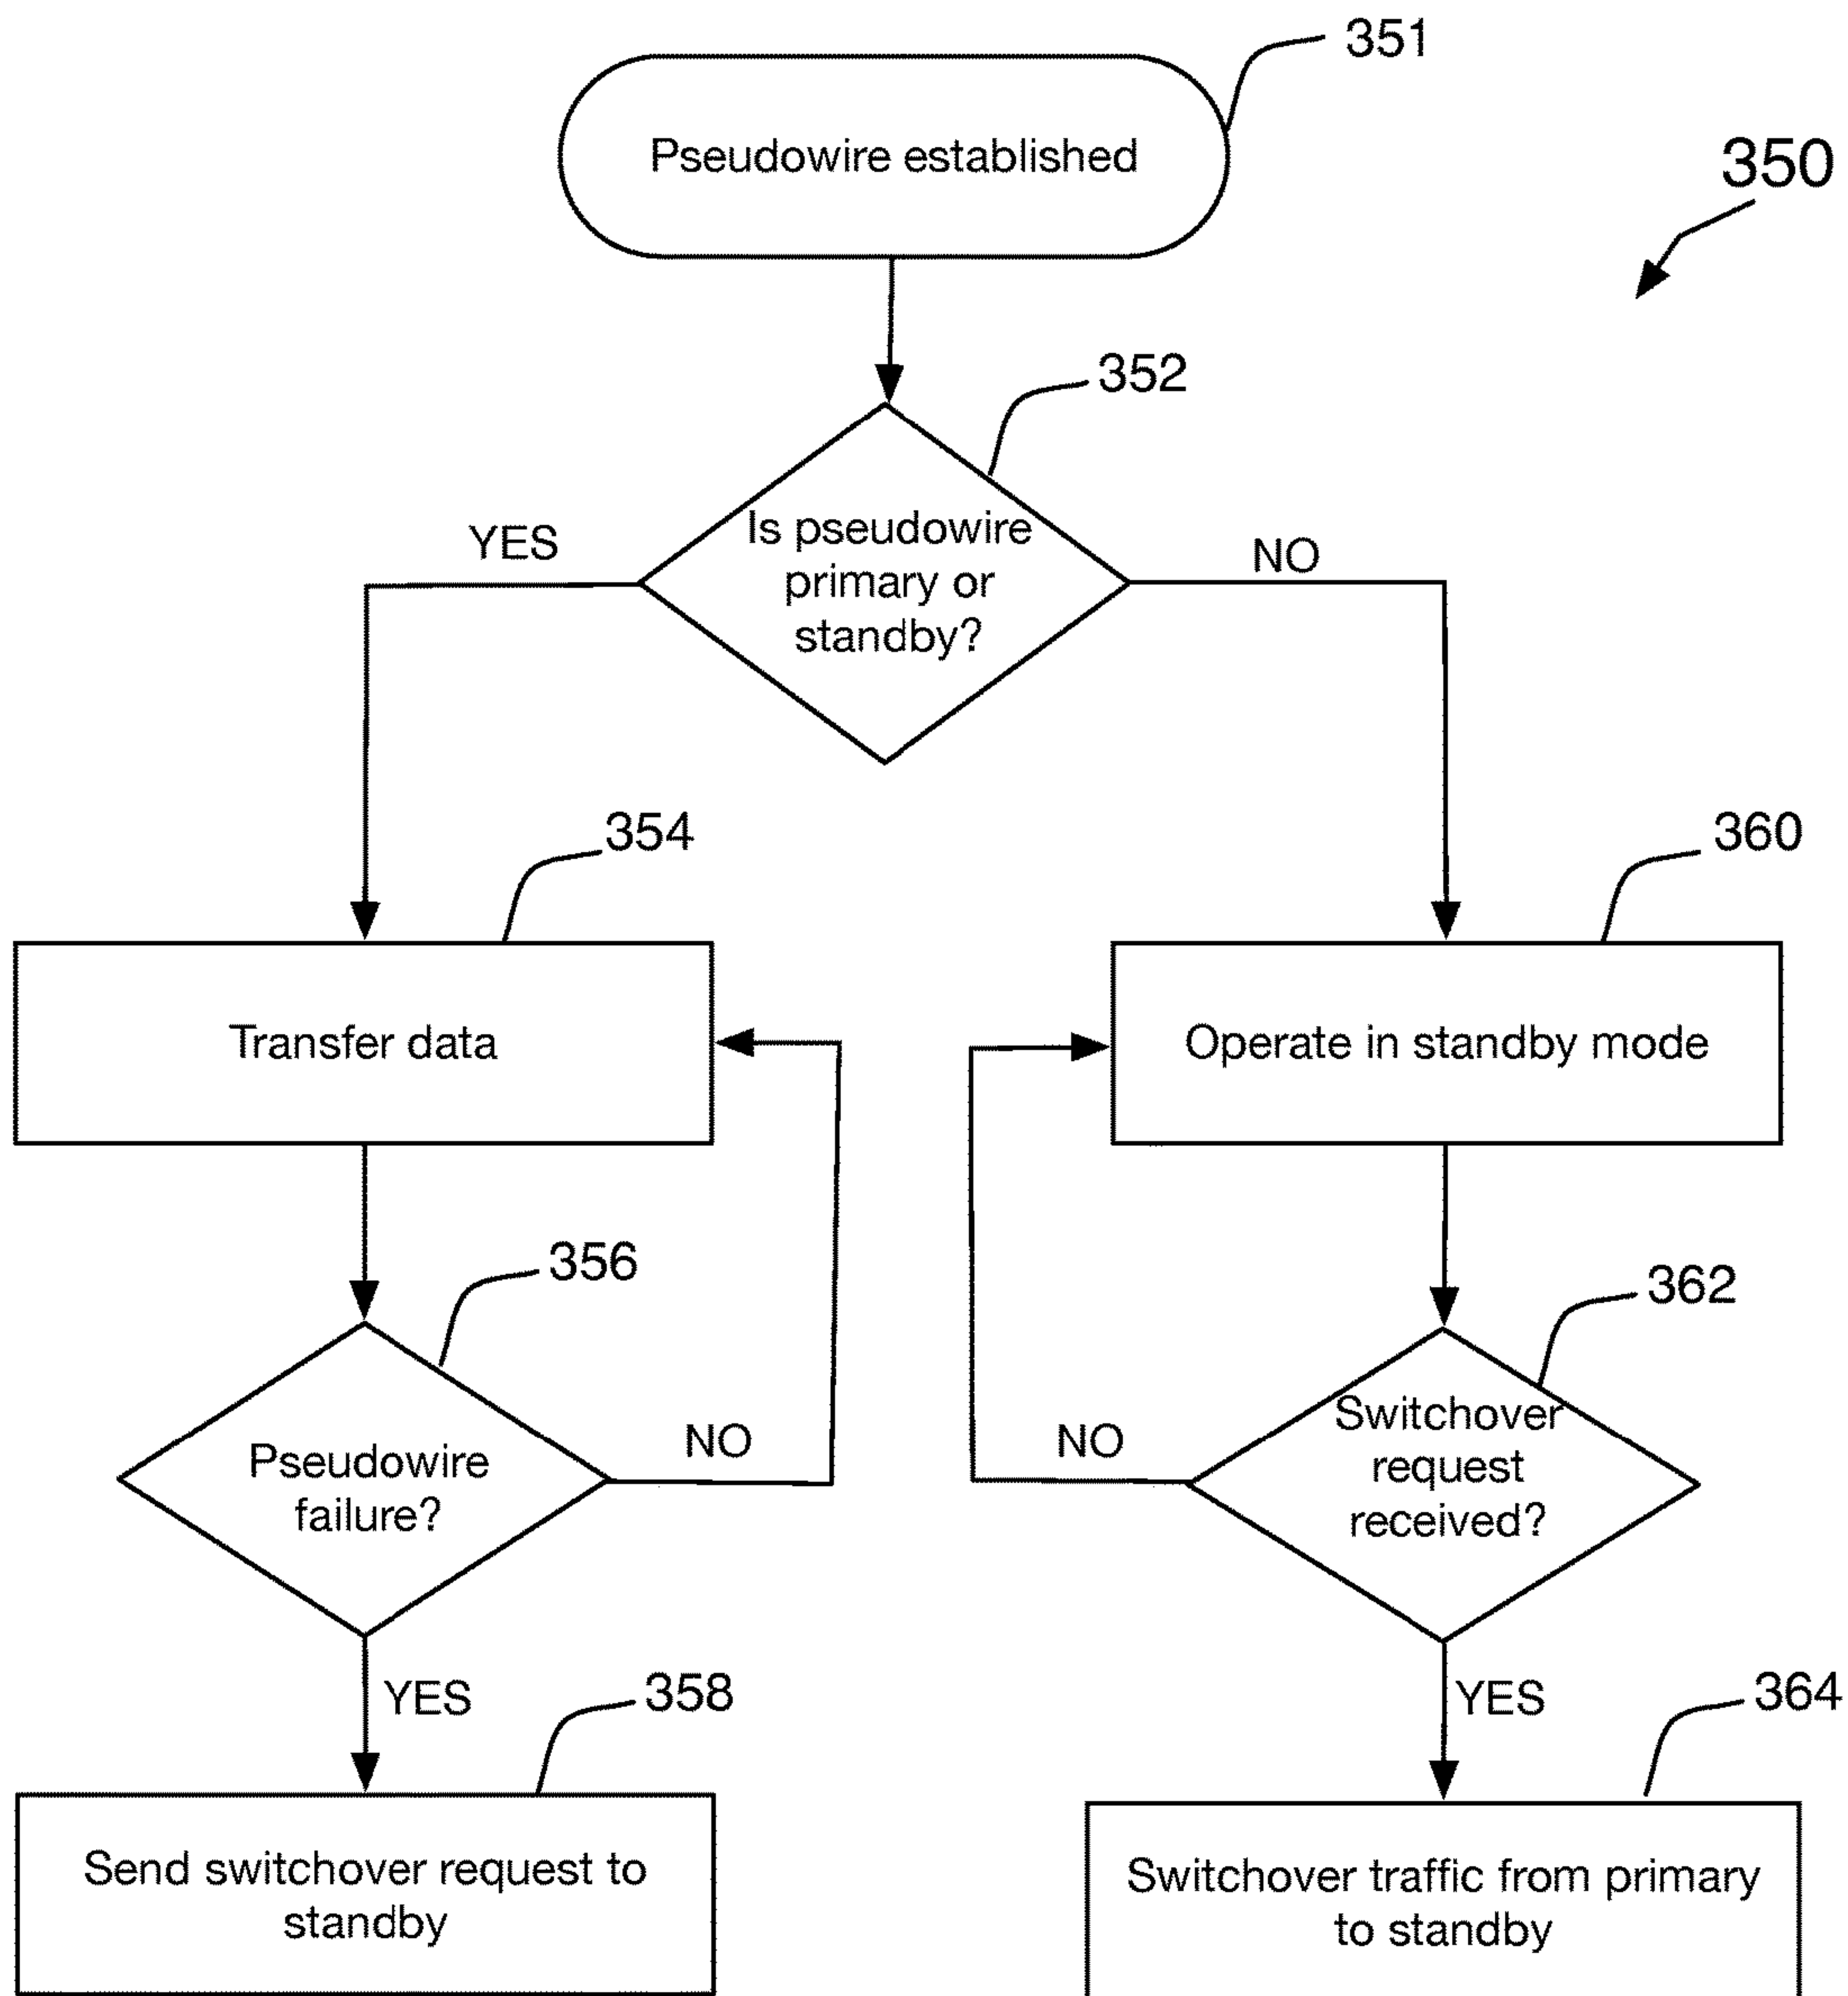 351
Pseudowire established
350
352
Is pseudowire
primary or
standby?
YES
NO
354
360
Transfer data
Operate in standby mode
356
362
Pseudowire
failure?
NO
NO
Switchover
request
received?
YES
358
YES
364
Send switchover request to
standby
Switchover traffic from primary
to standby